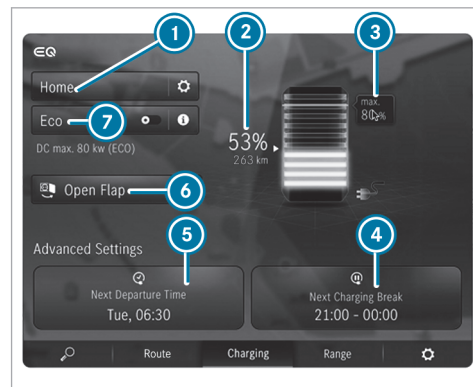 1
2
3
EQ
Home
max.
80 %
Eco
7
53%
263 km
DC max. 80 kw (ECO)
Open Flap
6
Advanced Settings
5
4
Next Departure Time
Tue, 06:30
Next Charging Break
21:00 - 00:00
Route
Charging
Range